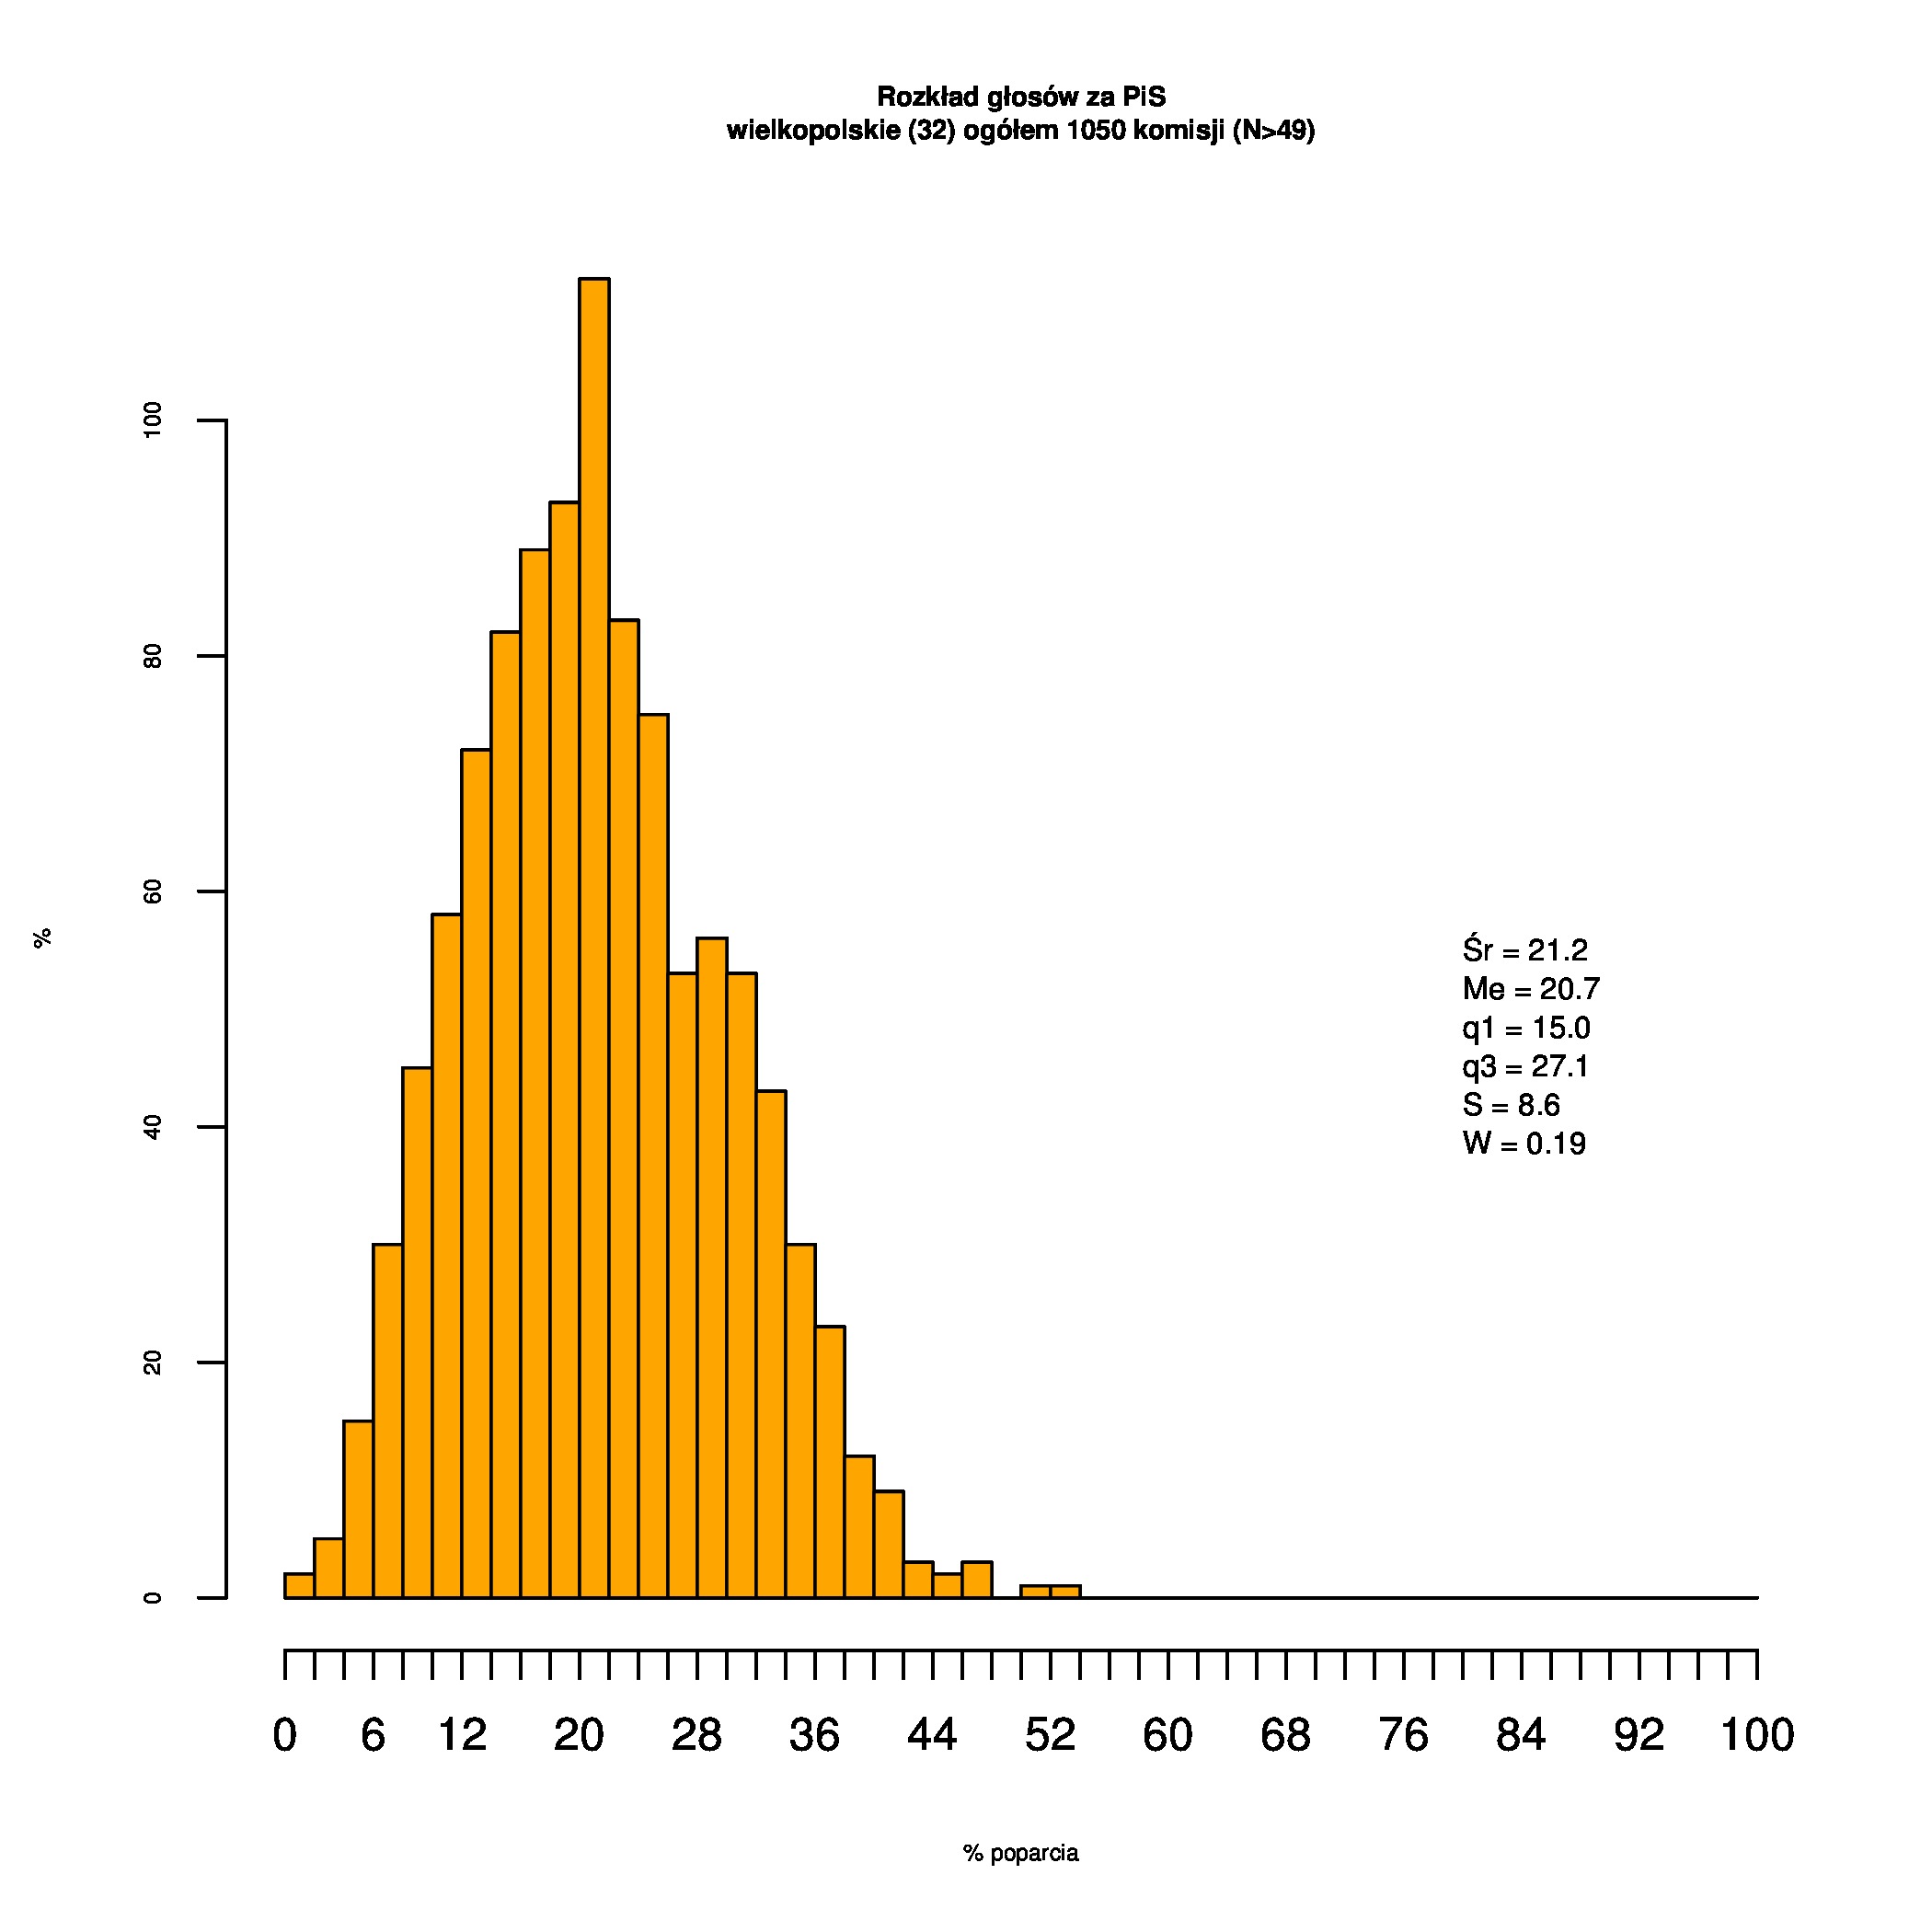 Rozkład głosów za PiS
wielkopolskie (32) ogółem 1050 komisji (N>49)
100
80
60
40
20
0
%
Śr = 21.2
Me = 20.7
q1 = 15.0
q3 = 27.1
S = 8.6
W = 0.19
0 6 12 20 28 36 44 52 60 68 76 84 92 100
% poparcia